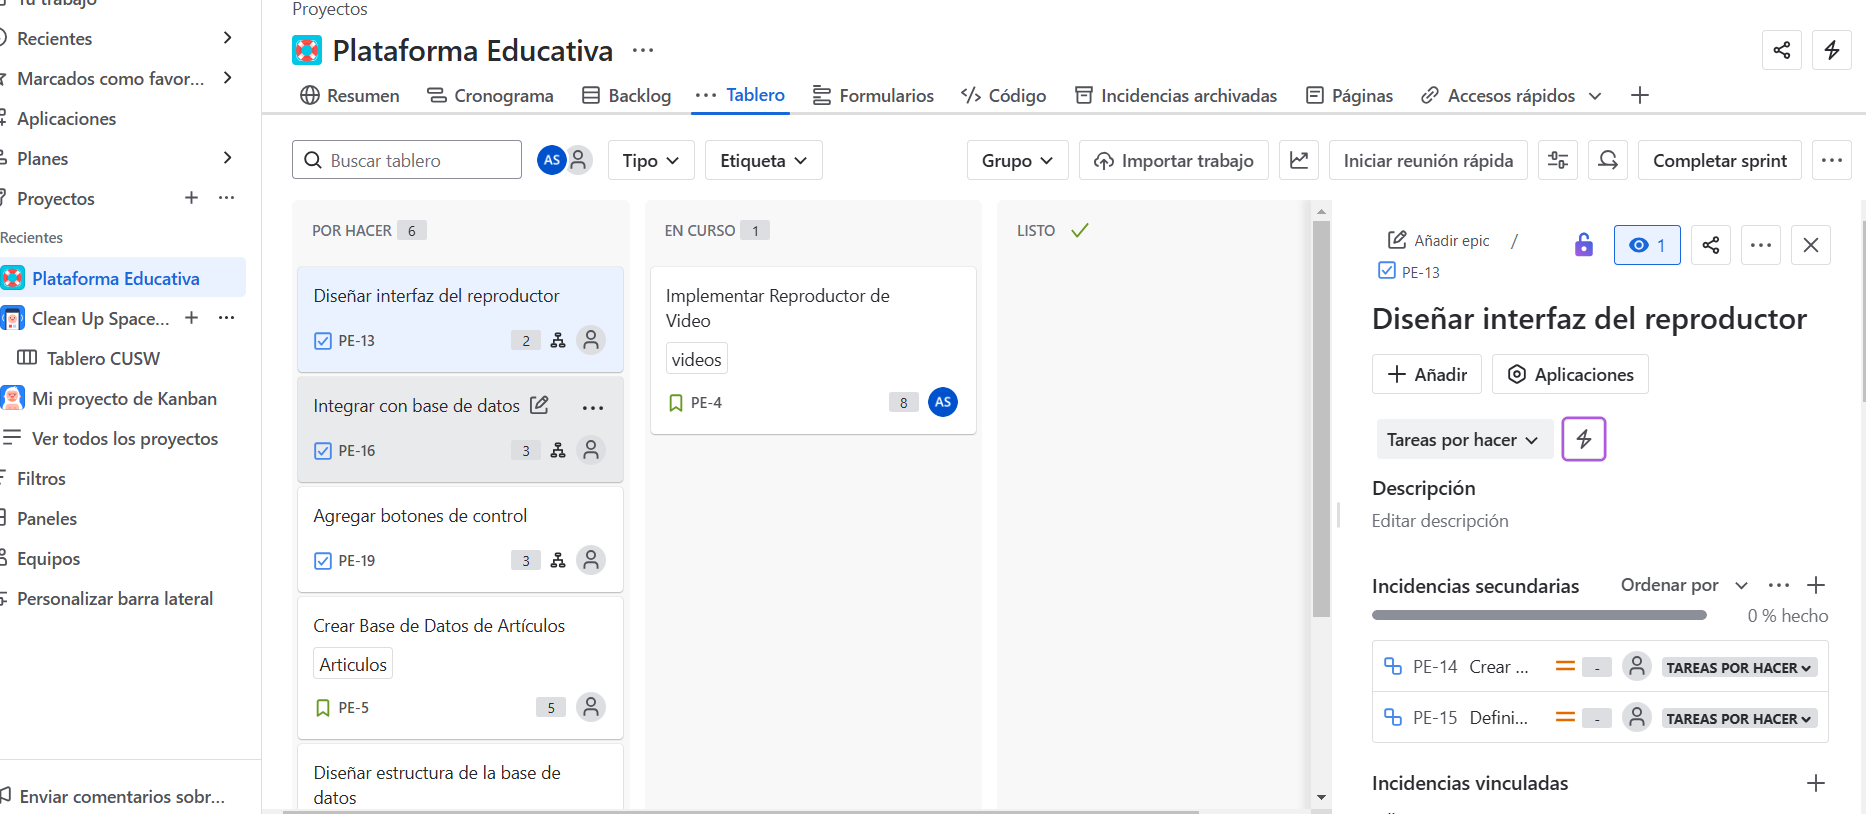 Tu trabajo
Recientes
Marcados como favor...
Aplicaciones
Planes
Proyectos
Recientes
Plataforma Educativa
Clean Up Space...
Tablero CUSW
Mi proyecto de Kanban
Ver todos los proyectos
Filtros
Paneles
Equipos
Personalizar barra lateral
Enviar comentarios sobr...
Proyectos
Plataforma Educativa
Resumen Cronograma Backlog Tablero Formularios Código Incidencias archivadas Páginas Accesos rápidos
Buscar tablero AS Tipo Etiqueta Grupo Importar trabajo Iniciar reunión rápida Completar sprint
POR HACER 6
Diseñar interfaz del reproductor
PE-13 2
Integrar con base de datos
PE-16 3
Agregar botones de control
PE-19 3
Crear Base de Datos de Artículos
Articulos
PE-5 5
Diseñar estructura de la base de
datos
EN CURSO 1
Implementar Reproductor de
Video
videos
PE-4 8 AS
LISTO
Añadir epic /
PE-13
1
Diseñar interfaz del reproductor
Añadir Aplicaciones
Tareas por hacer
Descripción
Editar descripción
Incidencias secundarias Ordenar por
0 % hecho
PE-14 Crear ... - TAREAS POR HACER
PE-15 Defini... - TAREAS POR HACER
Incidencias vinculadas